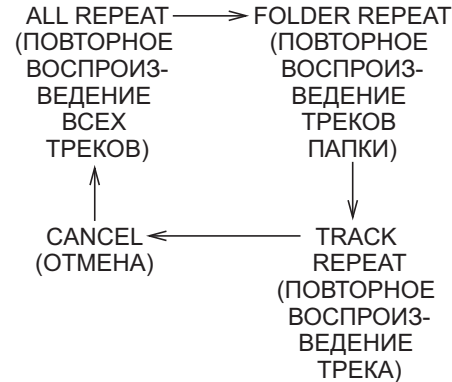 ALL REPEAT
(ПОВТОРНОЕ
ВОСПРОИЗ-
ВЕДЕНИЕ
ВСЕХ
ТРЕКОВ)
FOLDER REPEAT
(ПОВТОРНОЕ
ВОСПРОИЗ-
ВЕДЕНИЕ
ТРЕКОВ
ПАПКИ)
TRACK
REPEAT
(ПОВТОРНОЕ
ВОСПРОИЗ-
ВЕДЕНИЕ
ТРЕКА)
CANCEL
(ОТМЕНА)